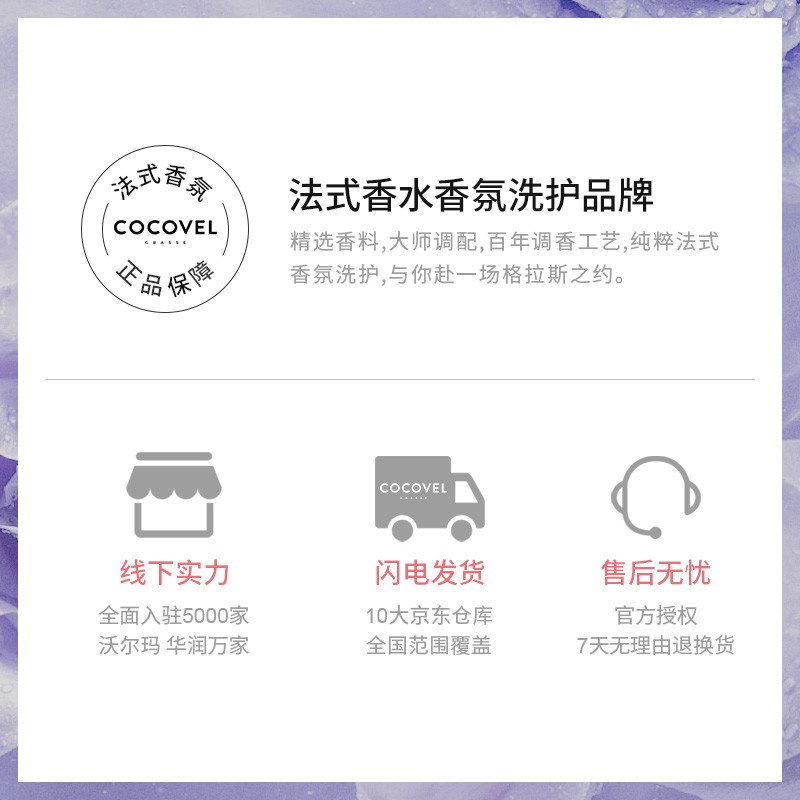 法式香氛
COCOVEL
GRASSE
正品保障
法式香水香氛洗护品牌
精选香料,大师调配,百年调香工艺,纯粹法式
香氛洗护,与你赴一场格拉斯之约。
COCOVEL
线下实力
全面入驻5000家
沃尔玛 华润万家
闪电发货
10大京东仓库
全国范围覆盖
售后无忧
官方授权
7天无理由退换货